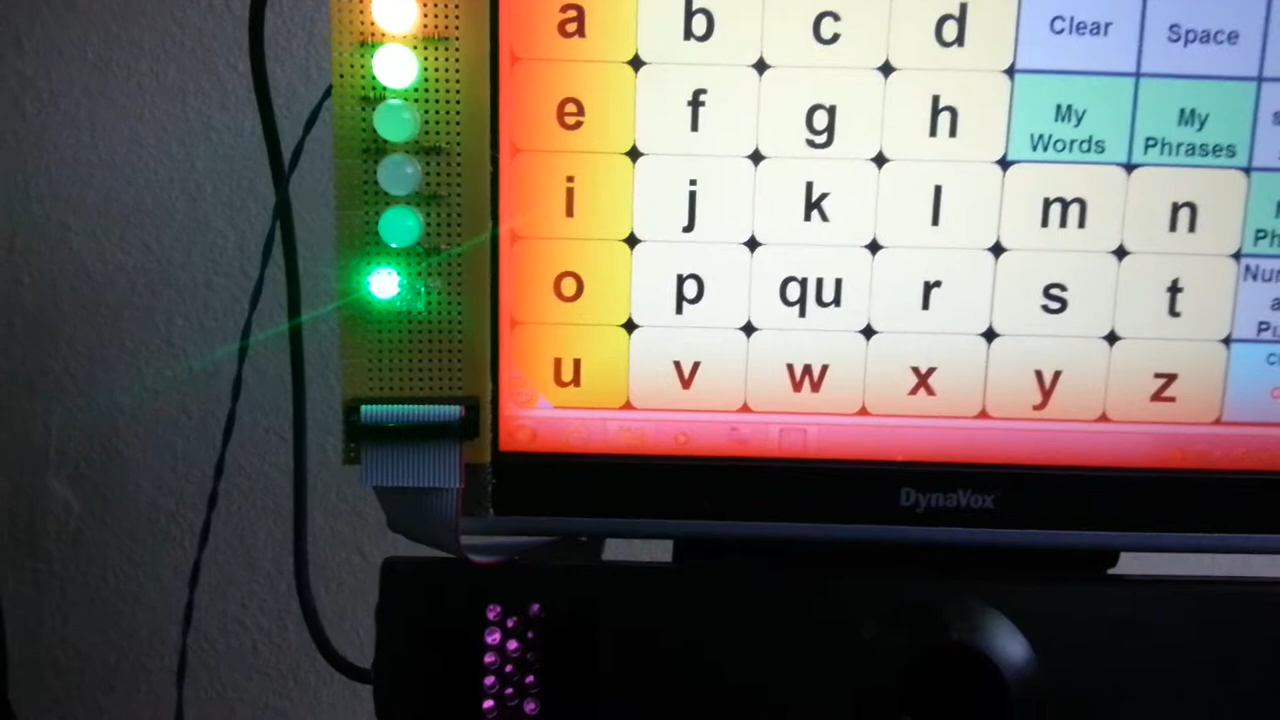 a b c d Clear Space
e f g h My Words My Phrases
i j k l m n
o p qu r s t
u v w x y z
DynaVox